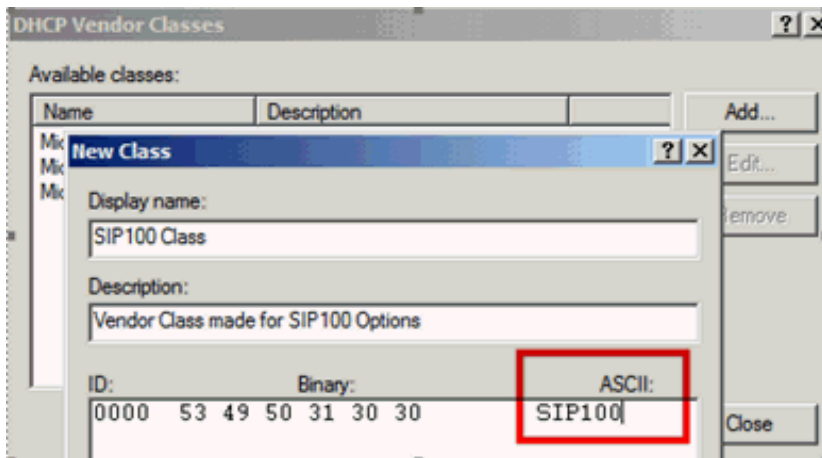 DHCP Vendor Classes
Available classes:
Name Description
Add...
Edit...
New Class
Display name:
SIP100 Class
Description:
Vendor Class made for SIP100 Options
ID: Binary: ASCII:
0000 53 49 50 31 30 30 SIP100
Close